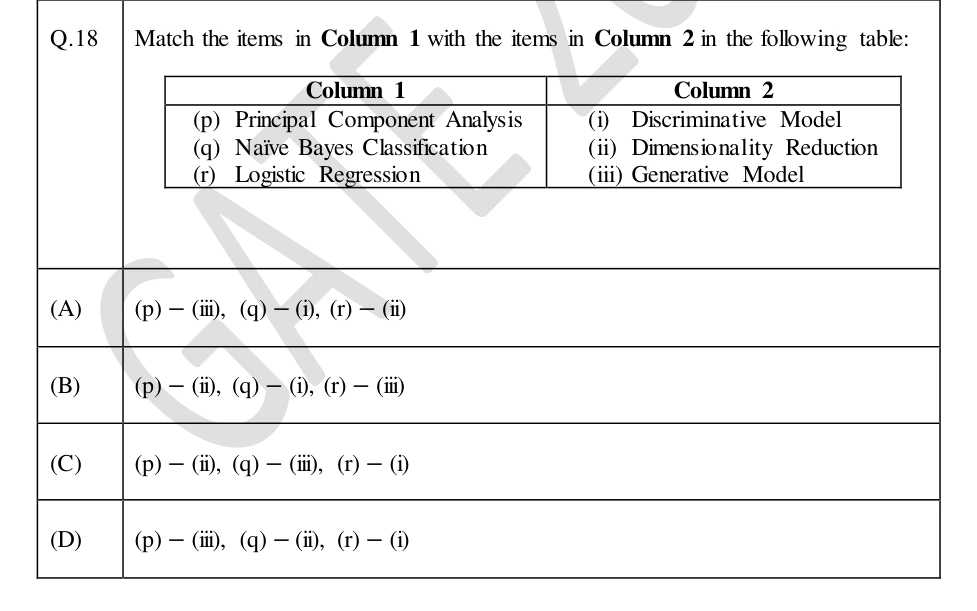 Q.18 Match the items in Column 1 with the items in Column 2 in the following table:
Column 1 Column 2
(p) Principal Component Analysis (i) Discriminative Model
(q) Naïve Bayes Classification (ii) Dimensionality Reduction
(r) Logistic Regression (iii) Generative Model
(A) (p) – (iii), (q) – (i), (r) – (ii)
(B) (p) – (ii), (q) – (i), (r) – (iii)
(C) (p) – (ii), (q) – (iii), (r) – (i)
(D) (p) – (iii), (q) – (ii), (r) – (i)
GATE